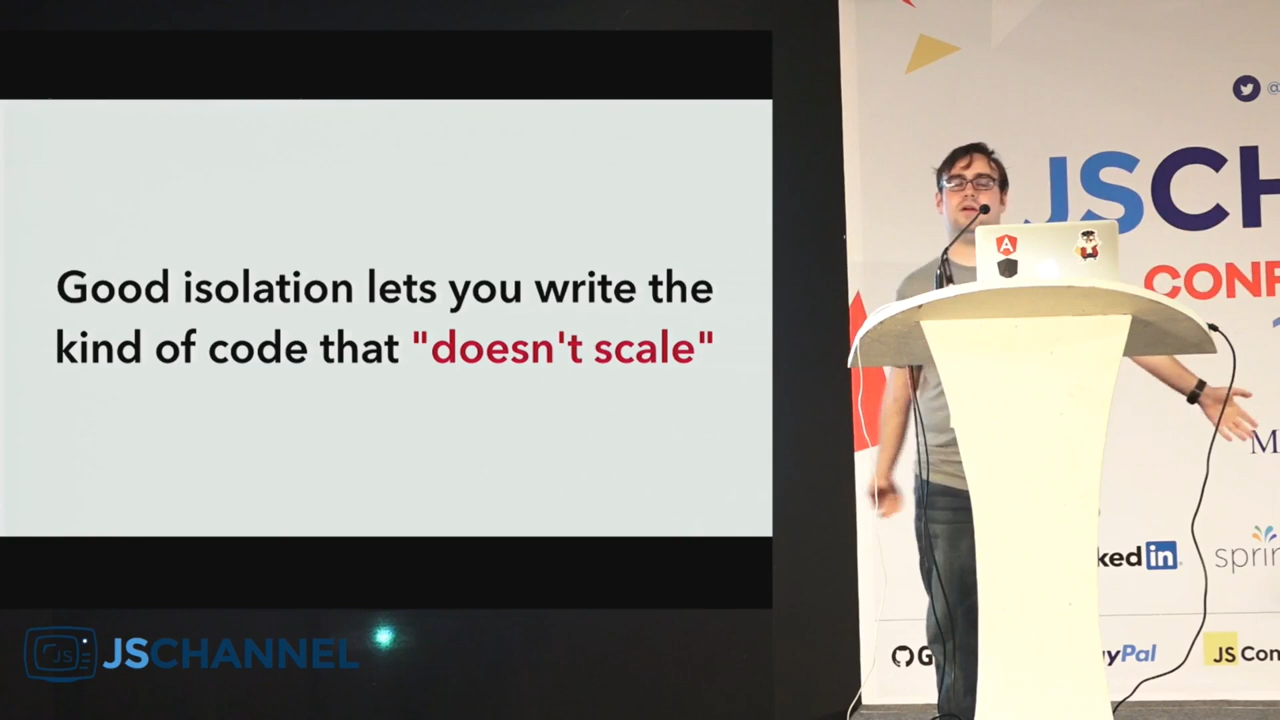 Good isolation lets you write the
kind of code that "doesn't scale"
JSCHANNEL
JS
@
JSCH
CONF
M
ked in
sprin
G
yPal
JS Con